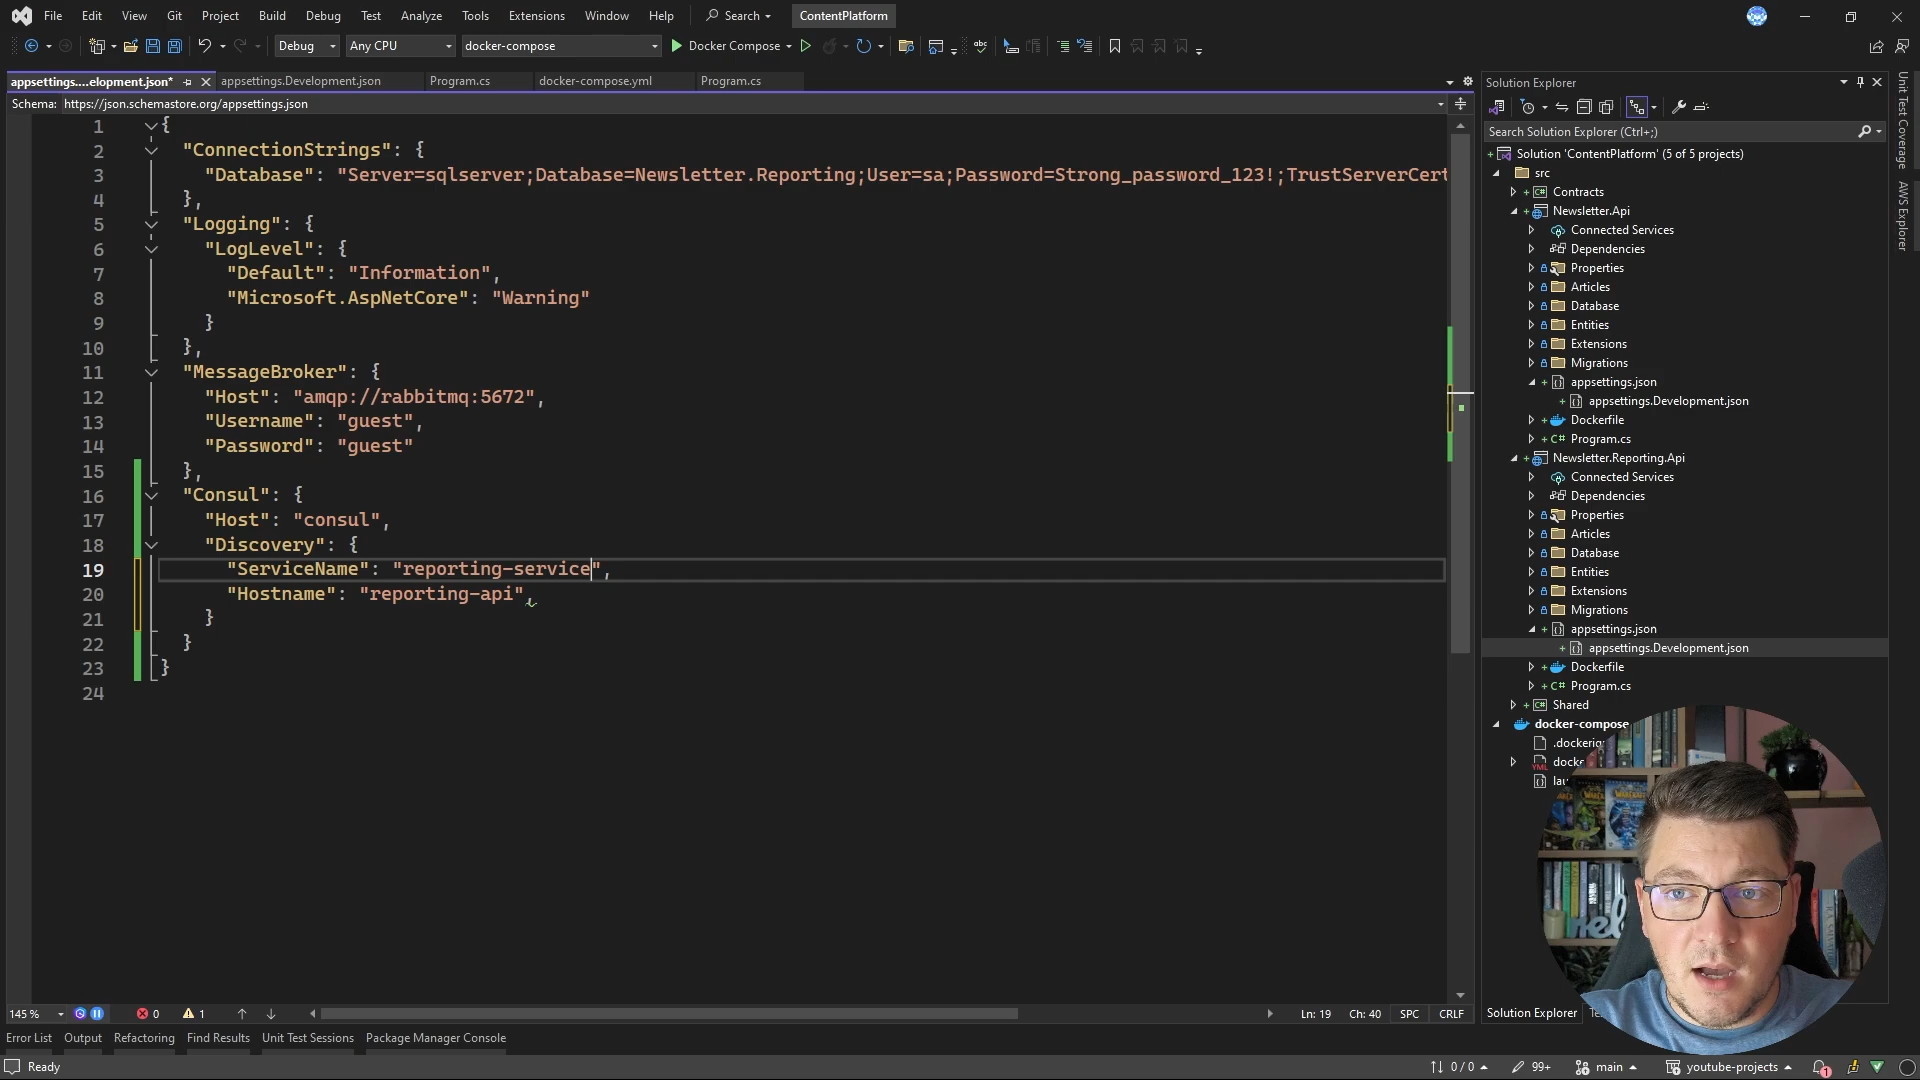 File Edit View Git Project Build Debug Test Analyze Tools Extensions Window Help Search ContentPlatform
Debug Any CPU docker-compose Docker Compose
appsettings....elopment.json* appsettings.Development.json Program.cs docker-compose.yml Program.cs
Schema: https://json.schemastore.org/appsettings.json
1 {
2 "ConnectionStrings": {
3 "Database": "Server=sqlserver;Database=Newsletter.Reporting;User=sa;Password=Strong_password_123!;TrustServerCert
4 },
5 "Logging": {
6 "LogLevel": {
7 "Default": "Information",
8 "Microsoft.AspNetCore": "Warning"
9 }
10 },
11 "MessageBroker": {
12 "Host": "amqp://rabbitmq:5672",
13 "Username": "guest",
14 "Password": "guest"
15 },
16 "Consul": {
17 "Host": "consul",
18 "Discovery": {
19 "ServiceName": "reporting-service",
20 "Hostname": "reporting-api",
21 }
22 }
23 }
24
145 % 0 1 Ln: 19 Ch: 40 SPC CRLF
Error List Output Refactoring Find Results Unit Test Sessions Package Manager Console
Ready 0 / 0 99+ main youtube-projects 1
Solution Explorer
Search Solution Explorer (Ctrl+;)
Solution 'ContentPlatform' (5 of 5 projects)
src
Contracts
Newsletter.Api
Connected Services
Dependencies
Properties
Articles
Database
Entities
Extensions
Migrations
appsettings.json
appsettings.Development.json
Dockerfile
C# Program.cs
Newsletter.Reporting.Api
Connected Services
Dependencies
Properties
Articles
Database
Entities
Extensions
Migrations
appsettings.json
appsettings.Development.json
Dockerfile
C# Program.cs
Shared
docker-compose
Solution Explorer
Unit Test Coverage
AWS Explorer